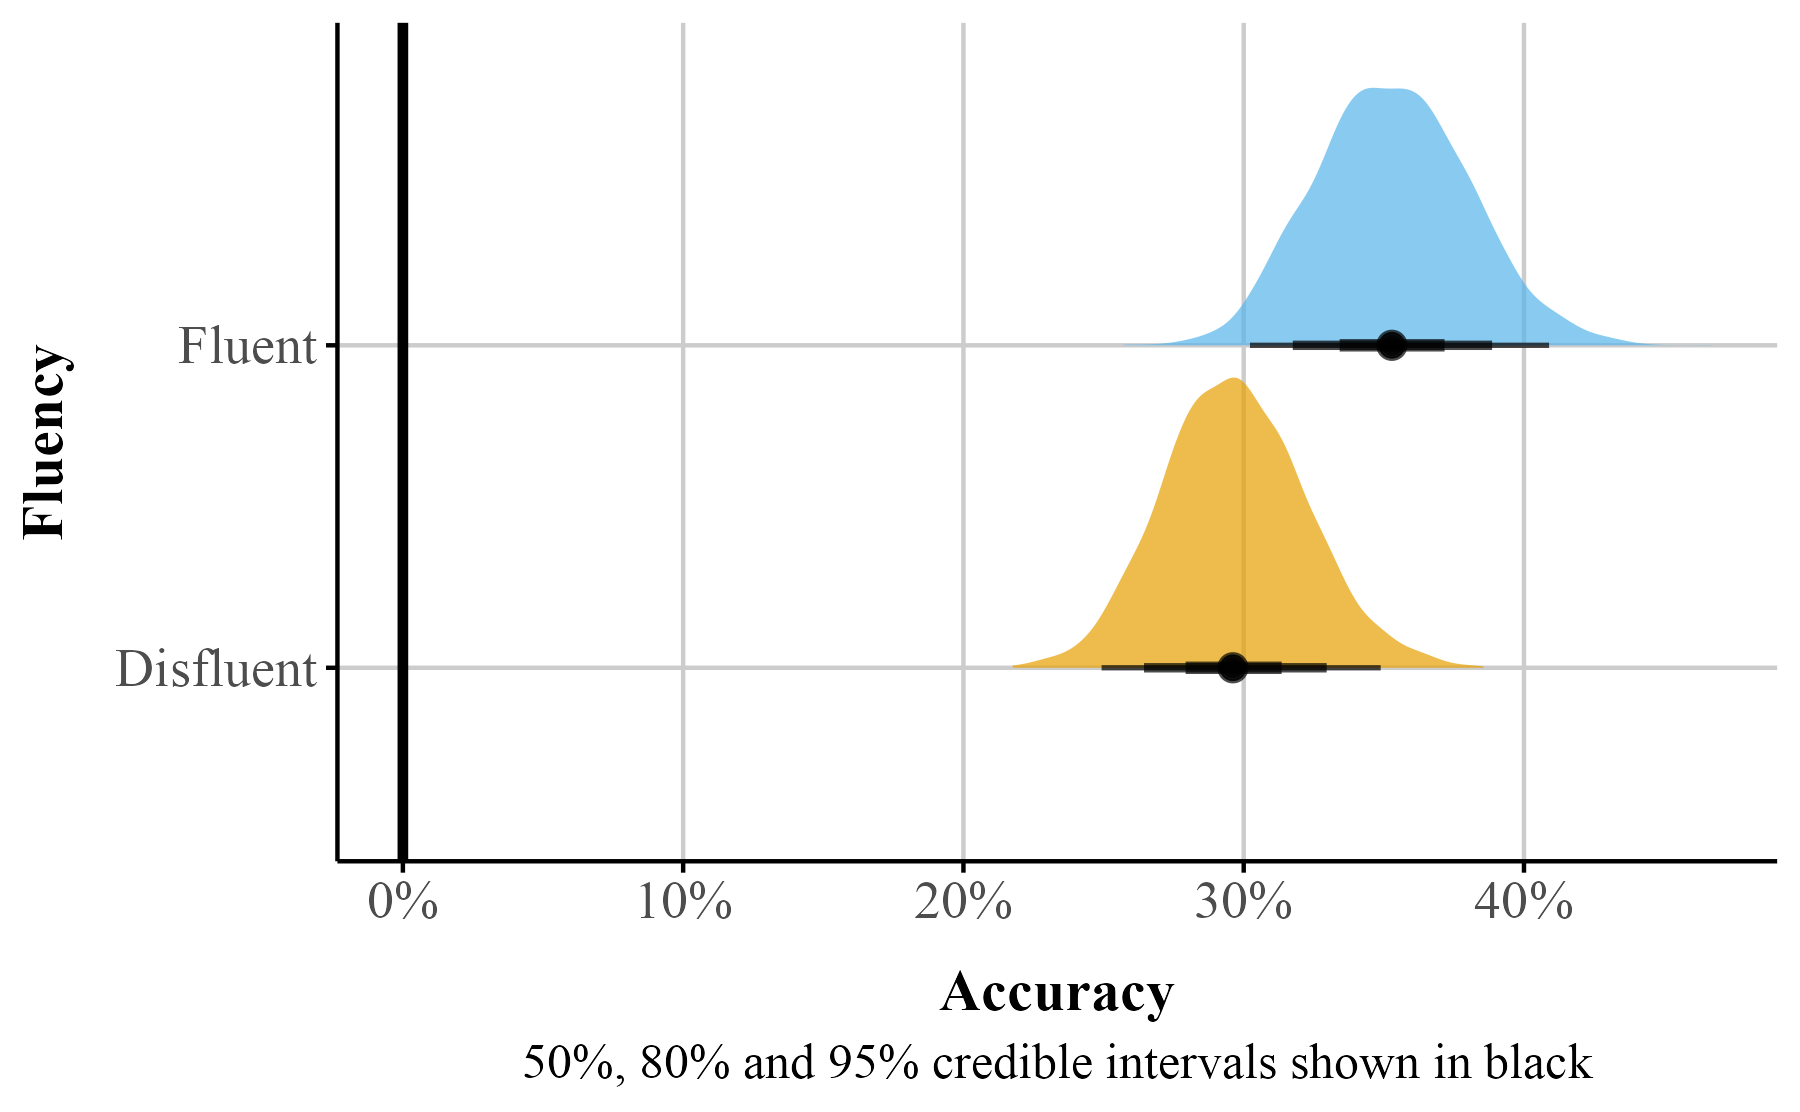 Fluency
Fluent
Disfluent
0% 10% 20% 30% 40%
Accuracy
50%, 80% and 95% credible intervals shown in black